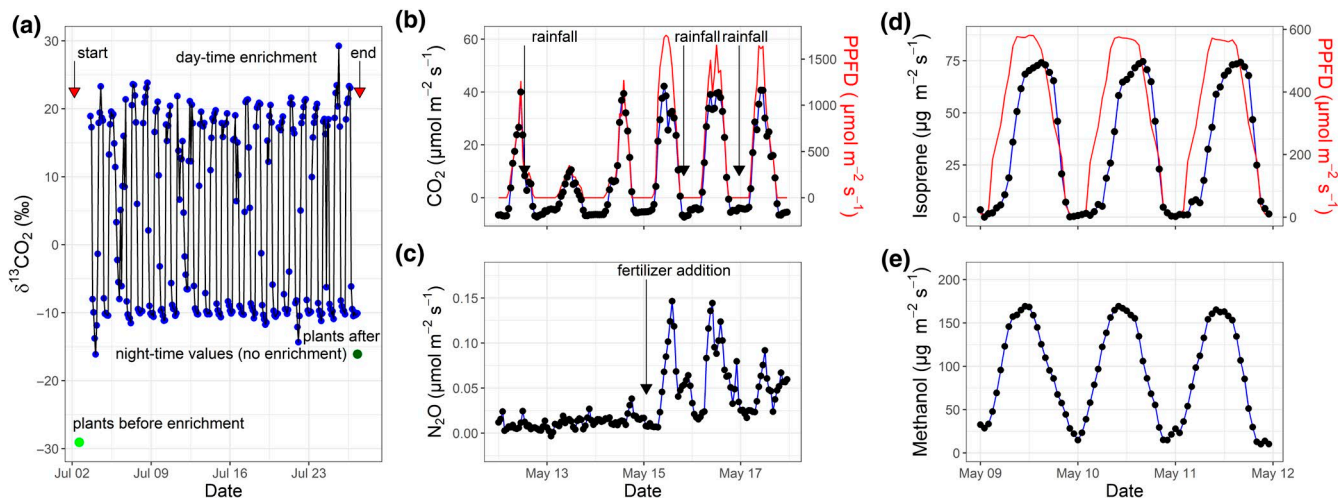 (a)
start
day-time enrichment
end
30
20
10
0
−10
−20
−30
δ¹³CO₂ (‰)
plants after
night-time values (no enrichment)
plants before enrichment
Jul 02
Jul 09
Jul 16
Jul 23
Date
(b)
rainfall
rainfall
rainfall
60
40
20
0
CO₂ (μmol m⁻² s⁻¹)
1500
1000
500
0
PPFD ( μmol m⁻² s⁻¹)
(c)
fertilizer addition
0.15
0.10
0.05
0.00
N₂O (μmol m⁻² s⁻¹)
May 13
May 15
May 17
Date
(d)
75
50
25
0
Isoprene (μg m⁻² s⁻¹)
600
400
200
0
PPFD ( μmol m⁻² s⁻¹)
(e)
200
150
100
50
0
Methanol (μg m⁻² s⁻¹)
May 09
May 10
May 11
May 12
Date